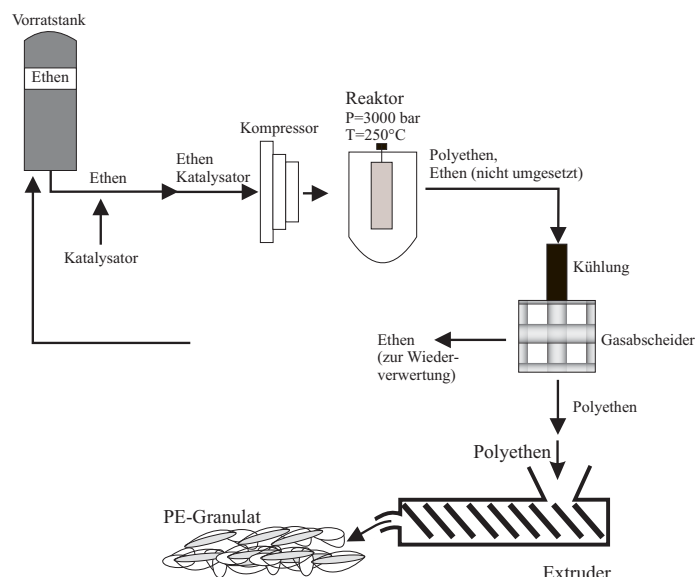 Vorratstank
Ethen
Ethen
Katalysator
Ethen
Katalysator
Kompressor
Reaktor
P=3000 bar
T=250°C
Polyethen,
Ethen (nicht umgesetzt)
Kühlung
Gasabscheider
Ethen
(zur Wieder-
verwertung)
Polyethen
Polyethen
PE-Granulat
Extruder